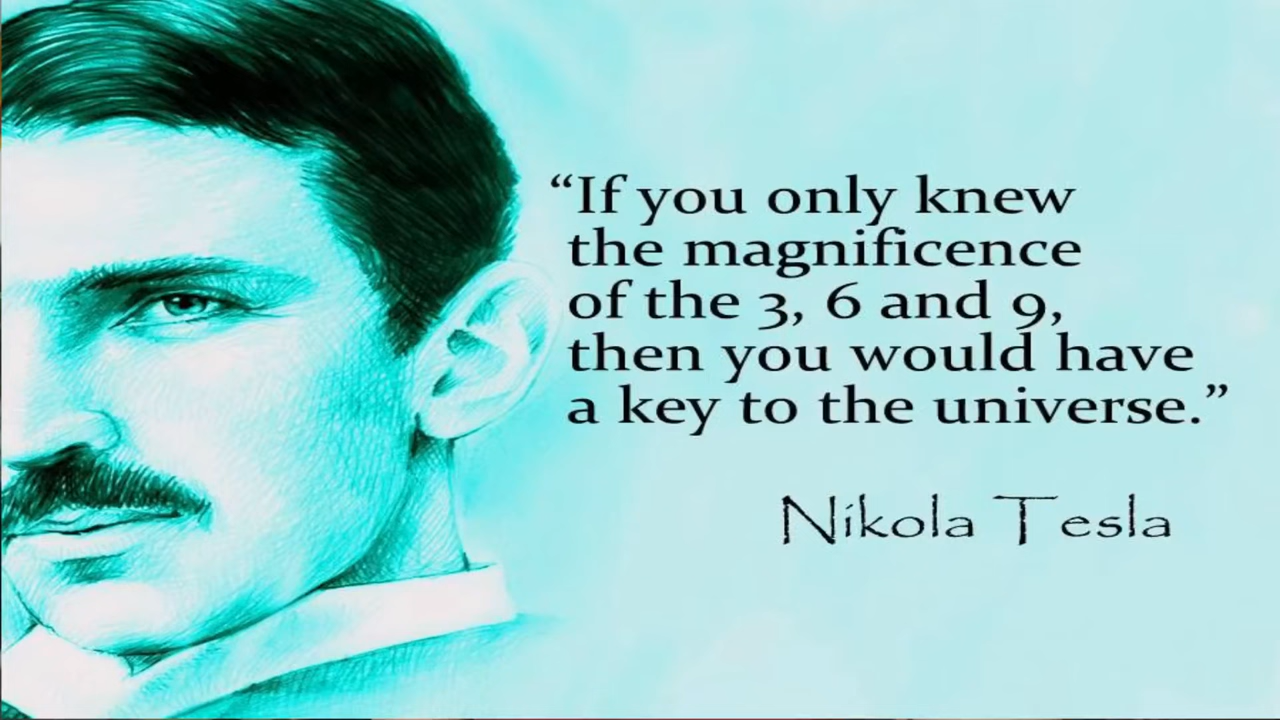 “If you only knew
the magnificence
of the 3, 6 and 9,
then you would have
a key to the universe.”
Nikola Tesla